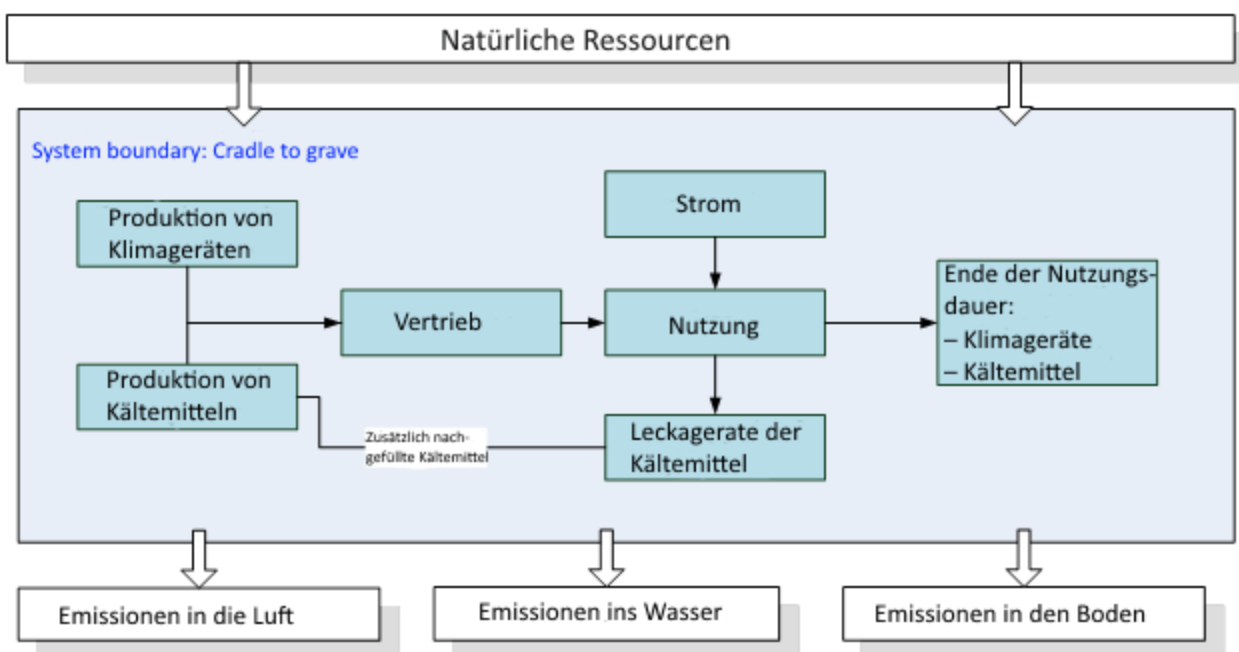 Natürliche Ressourcen
System boundary: Cradle to grave
Produktion von
Klimageräten
Strom
Vertrieb
Nutzung
Ende der Nutzungs-
dauer:
– Klimageräte
– Kältemittel
Produktion von
Kältemitteln
Zusätzlich nach-
gefüllte Kältemittel
Leckagerate der
Kältemittel
Emissionen in die Luft
Emissionen ins Wasser
Emissionen in den Boden